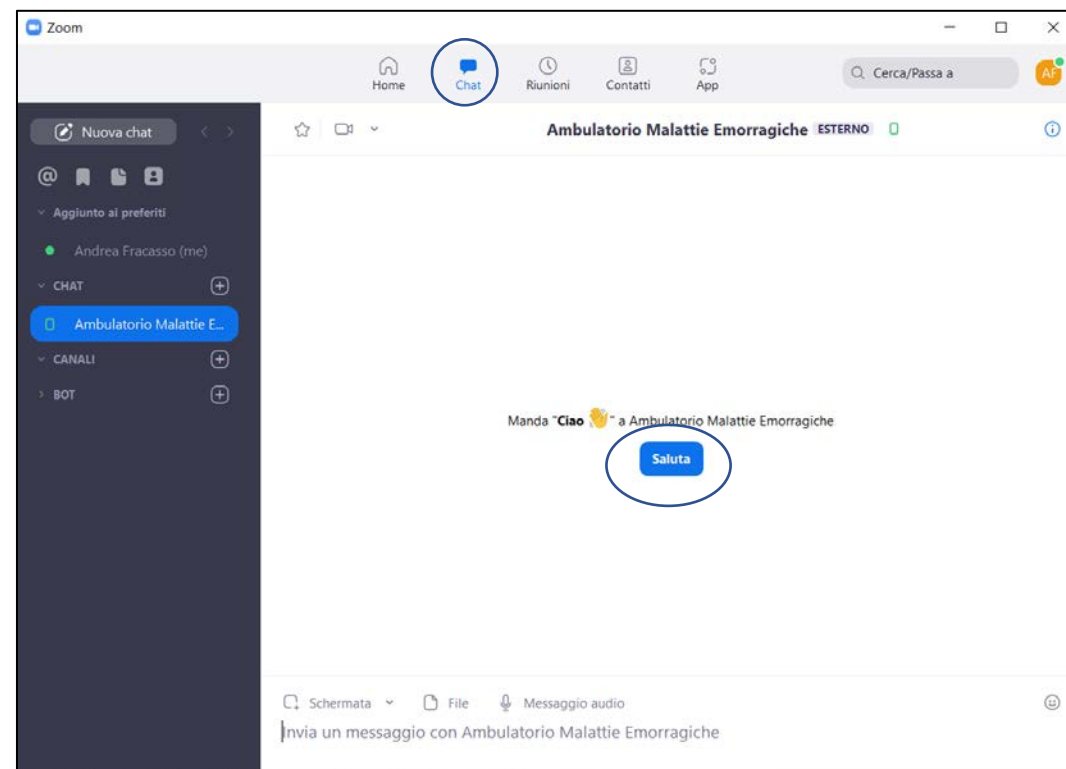 Zoom
Home
Chat
Riunioni
Contatti
App
Cerca/Passa a
AF
Nuova chat
Ambulatorio Malattie Emorragiche ESTERNO
Aggiunto ai preferiti
Andrea Fracasso (me)
CHAT
Ambulatorio Malattie E...
CANALI
BOT
Manda "Ciao 👋" a Ambulatorio Malattie Emorragiche
Saluta
Schermata
File
Messaggio audio
Invia un messaggio con Ambulatorio Malattie Emorragiche